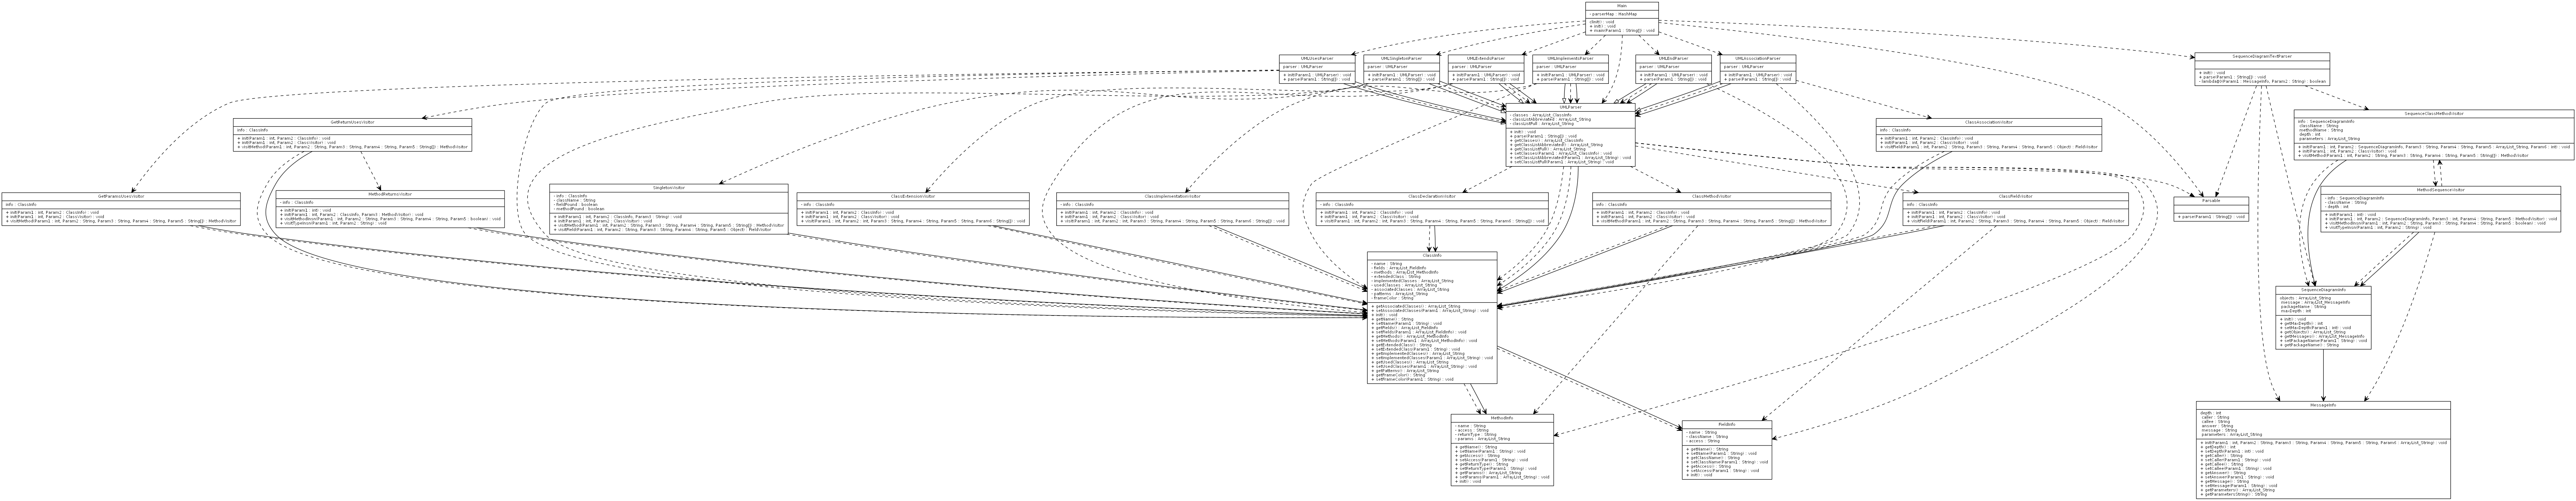 Main
- parserMap : HashMap
clinit() : void
+ init() : void
+ main(Param1 : String[]) : void
UMLUsesParser
parser : UMLParser
+ init(Param1 : UMLParser) : void
+ parse(Param1 : String[]) : void
UMLSingletonParser
parser : UMLParser
+ init(Param1 : UMLParser) : void
+ parse(Param1 : String[]) : void
UMLExtendsParser
parser : UMLParser
+ init(Param1 : UMLParser) : void
+ parse(Param1 : String[]) : void
UMLImplementsParser
parser : UMLParser
+ init(Param1 : UMLParser) : void
+ parse(Param1 : String[]) : void
UMLEndParser
parser : UMLParser
+ init(Param1 : UMLParser) : void
+ parse(Param1 : String[]) : void
UMLAssociationParser
parser : UMLParser
+ init(Param1 : UMLParser) : void
+ parse(Param1 : String[]) : void
SequenceDiagramTextParser
+ init() : void
+ parse(Param1 : String[]) : void
UMLParser
- classes : ArrayList_ClassInfo
- classListAbbreviated : ArrayList_String
- classListFull : ArrayList_String
+ init() : void
+ parse(Param1 : String[]) : void
+ getClasses() : ArrayList_ClassInfo
+ getClassListAbbreviated() : ArrayList_String
+ getClassListFull() : ArrayList_String
+ setClasses(Param1 : ArrayList_ClassInfo) : void
+ setClassListAbbreviated(Param1 : ArrayList_String) : void
+ setClassListFull(Param1 : ArrayList_String) : void
GetReturnUsesVisitor
info : ClassInfo
+ init(Param1 : int, Param2 : ClassInfo) : void
+ init(Param1 : int, Param2 : ClassVisitor) : void
+ visitMethod(Param1 : int, Param2 : String, Param3 : String, Param4 : String, Param5 : String[]) : MethodVisitor
ClassAssociationVisitor
info : ClassInfo
+ init(Param1 : int, Param2 : ClassInfo) : void
+ init(Param1 : int, Param2 : ClassVisitor) : void
+ visitField(Param1 : int, Param2 : String, Param3 : String, Param4 : String, Param5 : Object) : FieldVisitor
SequenceClassMethodVisitor
info : SequenceDiagramInfo
className : String
methodName : String
depth : int
parameters : ArrayList_String
+ init(Param1 : int, Param2 : SequenceDiagramInfo, Param3 : String, Param4 : String, Param5 : ArrayList_String, Param6 : int) : void
+ init(Param1 : int, Param2 : ClassVisitor) : void
+ visitMethod(Param1 : int, Param2 : String, Param3 : String, Param4 : String, Param5 : String[]) : MethodVisitor
GetParamsUsesVisitor
info : ClassInfo
+ init(Param1 : int, Param2 : ClassInfo) : void
+ init(Param1 : int, Param2 : ClassVisitor) : void
+ visitMethod(Param1 : int, Param2 : String, Param3 : String, Param4 : String, Param5 : String[]) : MethodVisitor
MethodReturnsVisitor
- info : ClassInfo
+ init(Param1 : int) : void
+ init(Param1 : int, Param2 : ClassInfo, Param3 : MethodVisitor) : void
+ visitMethodInsn(Param1 : int, Param2 : String, Param3 : String, Param4 : String, Param5 : boolean) : void
+ visitTypeInsn(Param1 : int, Param2 : String) : void
SingletonVisitor
- info : ClassInfo
- className : String
- fieldFound : boolean
- methodFound : boolean
+ init(Param1 : int, Param2 : ClassInfo, Param3 : String) : void
+ init(Param1 : int, Param2 : ClassVisitor) : void
+ visitMethod(Param1 : int, Param2 : String, Param3 : String, Param4 : String, Param5 : String[]) : MethodVisitor
+ visitField(Param1 : int, Param2 : String, Param3 : String, Param4 : String, Param5 : Object) : FieldVisitor
ClassExtensionVisitor
- info : ClassInfo
+ init(Param1 : int, Param2 : ClassInfo) : void
+ init(Param1 : int, Param2 : ClassVisitor) : void
+ visit(Param1 : int, Param2 : int, Param3 : String, Param4 : String, Param5 : String, Param6 : String[]) : void
ClassImplementationVisitor
- info : ClassInfo
+ init(Param1 : int, Param2 : ClassInfo) : void
+ init(Param1 : int, Param2 : ClassVisitor) : void
+ visit(Param1 : int, Param2 : int, Param3 : String, Param4 : String, Param5 : String, Param6 : String[]) : void
ClassDeclarationVisitor
- info : ClassInfo
+ init(Param1 : int, Param2 : ClassInfo) : void
+ init(Param1 : int, Param2 : ClassVisitor) : void
+ visit(Param1 : int, Param2 : int, Param3 : String, Param4 : String, Param5 : String, Param6 : String[]) : void
ClassMethodVisitor
- info : ClassInfo
+ init(Param1 : int, Param2 : ClassInfo) : void
+ init(Param1 : int, Param2 : ClassVisitor) : void
+ visitMethod(Param1 : int, Param2 : String, Param3 : String, Param4 : String, Param5 : String[]) : MethodVisitor
ClassFieldVisitor
info : ClassInfo
+ init(Param1 : int, Param2 : ClassInfo) : void
+ init(Param1 : int, Param2 : ClassVisitor) : void
+ visitField(Param1 : int, Param2 : String, Param3 : String, Param4 : String, Param5 : Object) : FieldVisitor
Parsable
+ parse(Param1 : String[]) : void
MethodSequenceVisitor
- info : SequenceDiagramInfo
- className : String
- depth : int
+ init(Param1 : int) : void
+ init(Param1 : int, Param2 : SequenceDiagramInfo, Param3 : int, Param4 : String, Param5 : MethodVisitor) : void
+ visitMethodInsn(Param1 : int, Param2 : String, Param3 : String, Param4 : String, Param5 : boolean) : void
+ visitTypeInsn(Param1 : int, Param2 : String) : void
ClassInfo
- name : String
- fields : ArrayList_FieldInfo
- methods : ArrayList_MethodInfo
- extendedClass : String
- implementedClasses : ArrayList_String
- usedClasses : ArrayList_String
- associatedClasses : ArrayList_String
- patterns : ArrayList_String
- frameColor : String
+ getAssociatedClasses() : ArrayList_String
+ setAssociatedClasses(Param1 : ArrayList_String) : void
+ init() : void
+ getName() : String
+ setName(Param1 : String) : void
+ getFields() : ArrayList_FieldInfo
+ setFields(Param1 : ArrayList_FieldInfo) : void
+ getMethods() : ArrayList_MethodInfo
+ setMethods(Param1 : ArrayList_MethodInfo) : void
+ getExtendedClass() : String
+ setExtendedClass(Param1 : String) : void
+ getImplementedClasses() : ArrayList_String
+ setImplementedClasses(Param1 : ArrayList_String) : void
+ getUsedClasses() : ArrayList_String
+ setUsedClasses(Param1 : ArrayList_String) : void
+ getPatterns() : ArrayList_String
+ getFrameColor() : String
+ setFrameColor(Param1 : String) : void
SequenceDiagramInfo
objects : ArrayList_String
message : ArrayList_MessageInfo
packageName : String
maxDepth : int
+ init() : void
+ getMaxDepth() : int
+ setMaxDepth(Param1 : int) : void
+ getObjects() : ArrayList_String
+ getMessages() : ArrayList_MessageInfo
+ setPackageName(Param1 : String) : void
+ getPackageName() : String
MethodInfo
- name : String
- access : String
- returnType : String
- params : ArrayList_String
+ getName() : String
+ setName(Param1 : String) : void
+ getAccess() : String
+ setAccess(Param1 : String) : void
+ getReturnType() : String
+ setReturnType(Param1 : String) : void
+ getParams() : ArrayList_String
+ setParams(Param1 : ArrayList_String) : void
+ init() : void
FieldInfo
- name : String
- className : String
- access : String
+ getName() : String
+ setName(Param1 : String) : void
+ getClassName() : String
+ setClassName(Param1 : String) : void
+ getAccess() : String
+ setAccess(Param1 : String) : void
+ init() : void
MessageInfo
depth : int
caller : String
callee : String
answer : String
message : String
parameters : ArrayList_String
+ init(Param1 : int, Param2 : String, Param3 : String, Param4 : String, Param5 : String, Param6 : ArrayList_String) : void
+ getDepth() : int
+ setDepth(Param1 : int) : void
+ getCaller() : String
+ setCaller(Param1 : String) : void
+ getCallee() : String
+ setCallee(Param1 : String) : void
+ getAnswer() : String
+ setAnswer(Param1 : String) : void
+ getMessage() : String
+ setMessage(Param1 : String) : void
+ getParameters() : ArrayList_String
+ getParametersString() : String